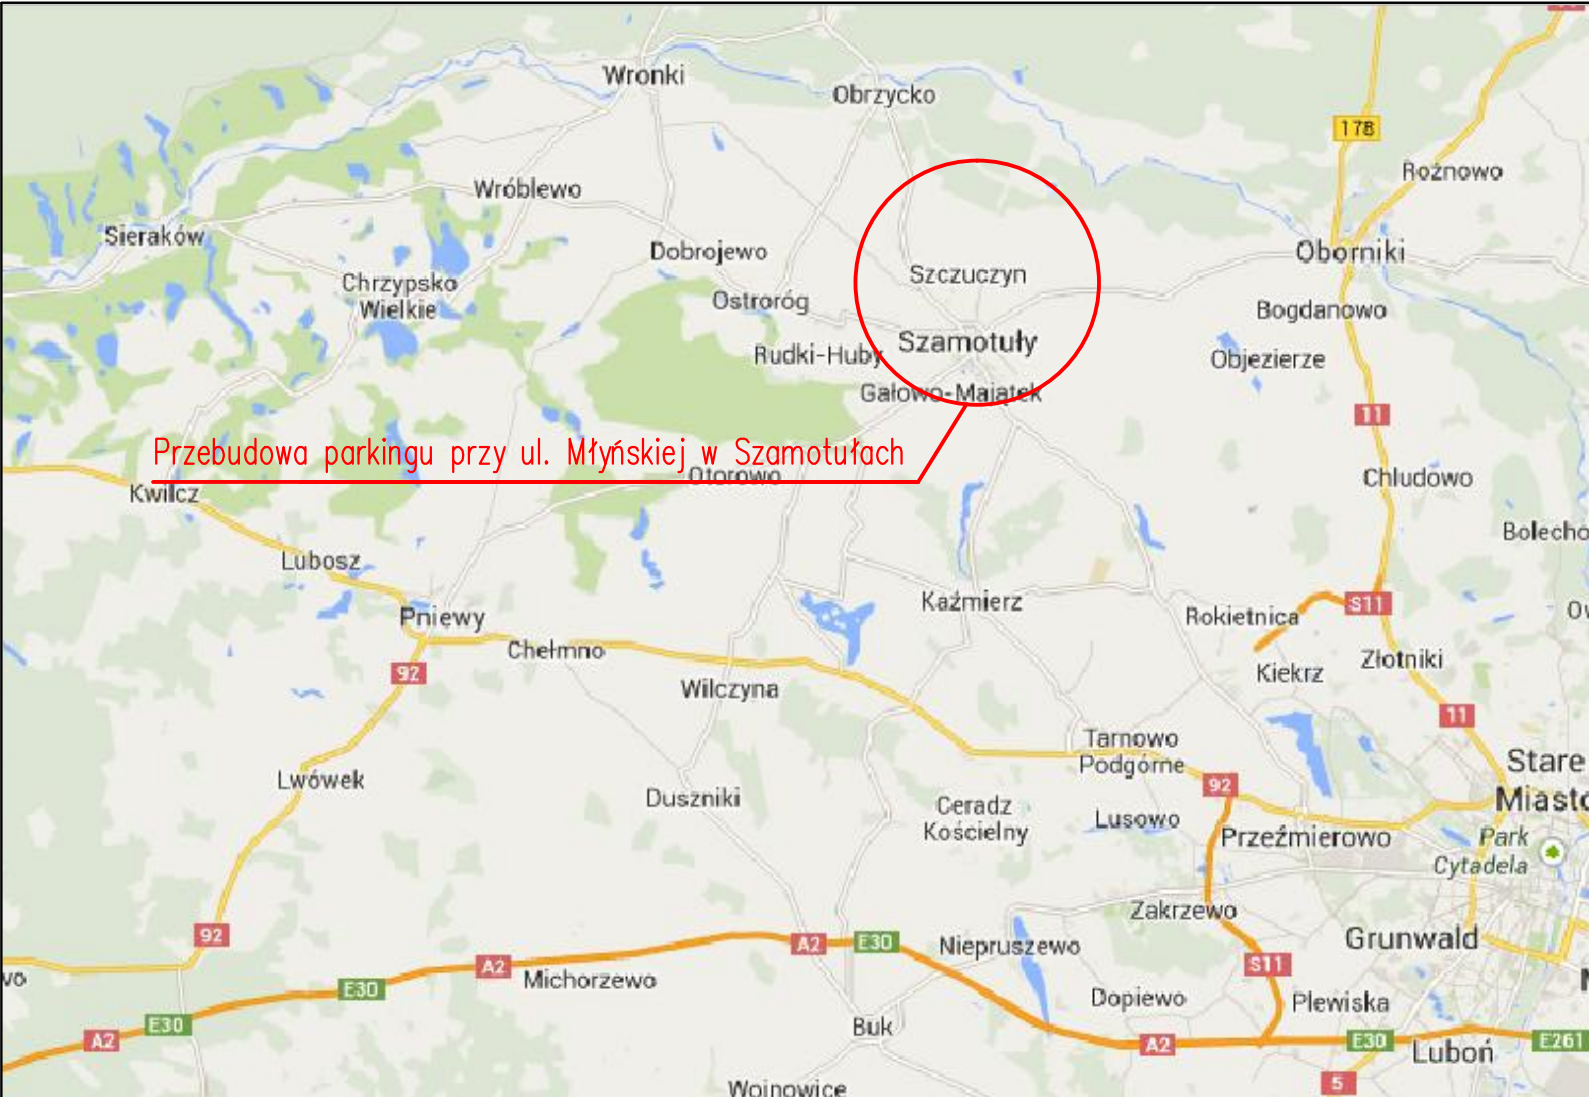 Wronki
Obrzycko
178
Rożnowo
Wróblewo
Sieraków
Dobrojewo
Oborniki
Szczuczyn
Chrzypsko
Wielkie
Ostroróg
Bogdanowo
Szamotuły
Rudki-Huby
Objezierze
Gałowo-Majątek
11
Przebudowa parkingu przy ul. Młyńskiej w Szamotułach
Otorowo
Chludowo
Kwilcz
Bolecho
Lubosz
Kaźmierz
S11
Rokietnica
Pniewy
Chełmno
Złotniki
92
Kiekrz
Wilczyna
11
Tarnowo
Podgórne
Stare
Miasto
Lwówek
92
Duszniki
Ceradz
Kościelny
Lusowo
Przeźmierowo
Park
Cytadela
Zakrzewo
92
A2
E30
Niepruszewo
Grunwald
A2
S11
Michorzewo
E30
Dopiewo
Plewiska
E30
Buk
A2
A2
E30
Luboń
E261
5
Wojnowice